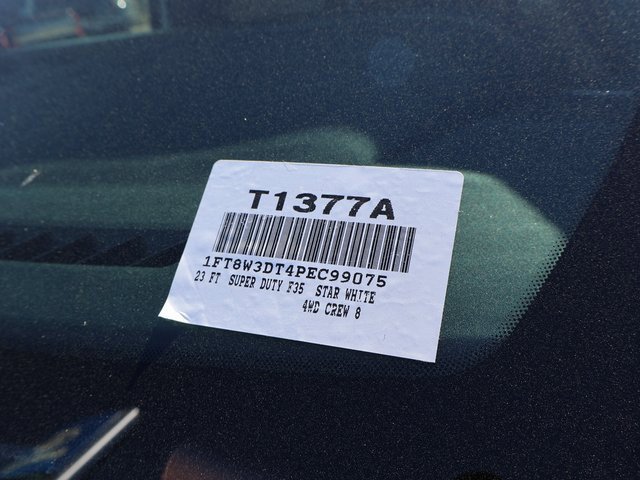 T1377A
1FT8W3DT4PEC99075
23 FT SUPER DUTY F35 STAR WHITE
4WD CREW 8